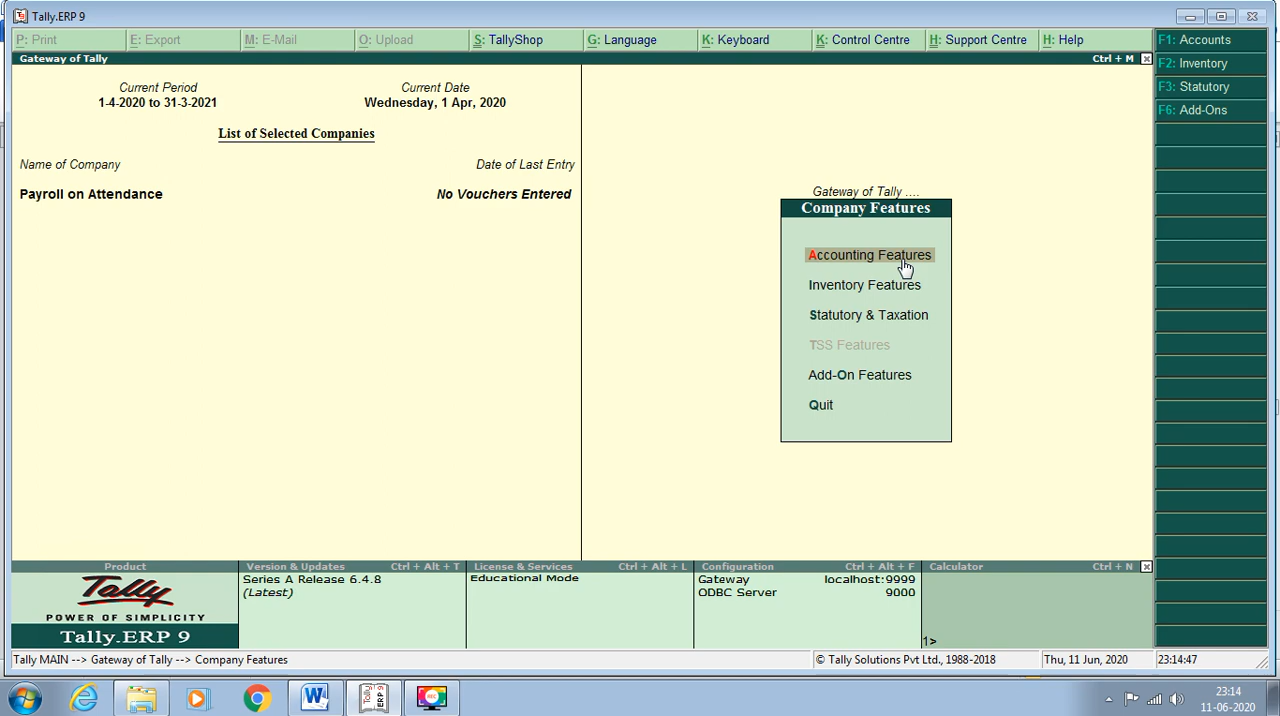 Tally.ERP 9
P: Print
E: Export
M: E-Mail
O: Upload
S: TallyShop
G: Language
K: Keyboard
K: Control Centre
H: Support Centre
H: Help
Gateway of Tally
Ctrl + M
Current Period
1-4-2020 to 31-3-2021
Current Date
Wednesday, 1 Apr, 2020
List of Selected Companies
Name of Company
Date of Last Entry
Payroll on Attendance
No Vouchers Entered
Gateway of Tally ....
Company Features
Accounting Features
Inventory Features
Statutory & Taxation
TSS Features
Add-On Features
Quit
F1: Accounts
F2: Inventory
F3: Statutory
F6: Add-Ons
Product
Tally
POWER OF SIMPLICITY
Tally.ERP 9
Version & Updates
Ctrl + Alt + T
Series A Release 6.4.8
(Latest)
License & Services
Ctrl + Alt + L
Educational Mode
Configuration
Ctrl + Alt + F
Gateway
localhost:9999
ODBC Server
9000
Calculator
Ctrl + N
1>
Tally MAIN --> Gateway of Tally --> Company Features
© Tally Solutions Pvt Ltd., 1988-2018
Thu, 11 Jun, 2020
23:14:47
23:14
11-06-2020